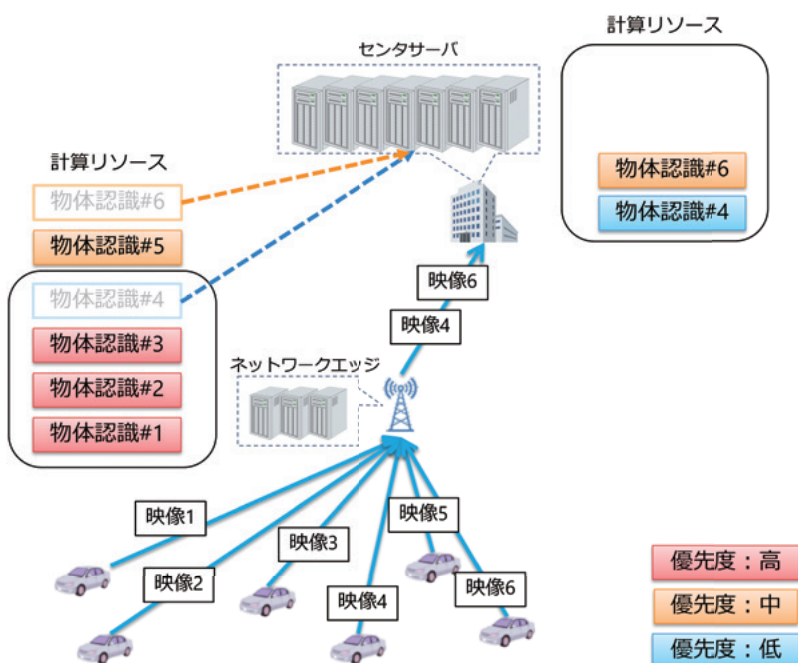 計算リソース
センタサーバ
計算リソース
物体認識#6
物体認識#5
物体認識#4
物体認識#3
物体認識#2
物体認識#1
物体認識#6
物体認識#4
映像6
映像4
ネットワークエッジ
映像1
映像2
映像3
映像4
映像5
映像6
優先度：高
優先度：中
優先度：低